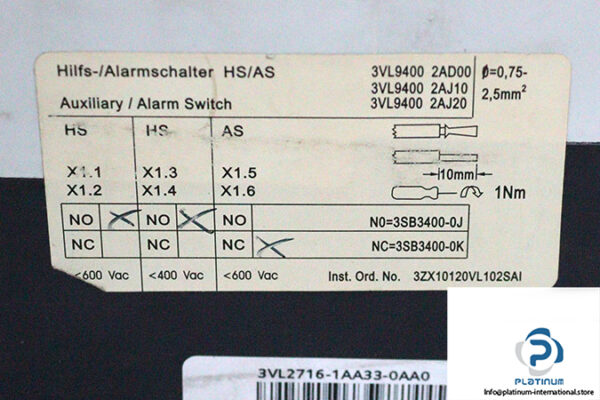 Hilfs-/Alarmschalter HS/AS 3VL9400 2AD00 ϕ=0,75-
3VL9400 2AJ10 2,5mm²
Auxiliary / Alarm Switch 3VL9400 2AJ20
HS HS AS
X1.1 X1.3 X1.5 10mm
X1.2 X1.4 X1.6 1Nm
NO X NO X NO N0=3SB3400-0J
NC NC NC X NC=3SB3400-0K
<600 Vac <400 Vac <600 Vac Inst. Ord. No. 3ZX10120VL102SAI
3VL2716-1AA33-0AA0
PLATINUM
Info@platinum-international.store